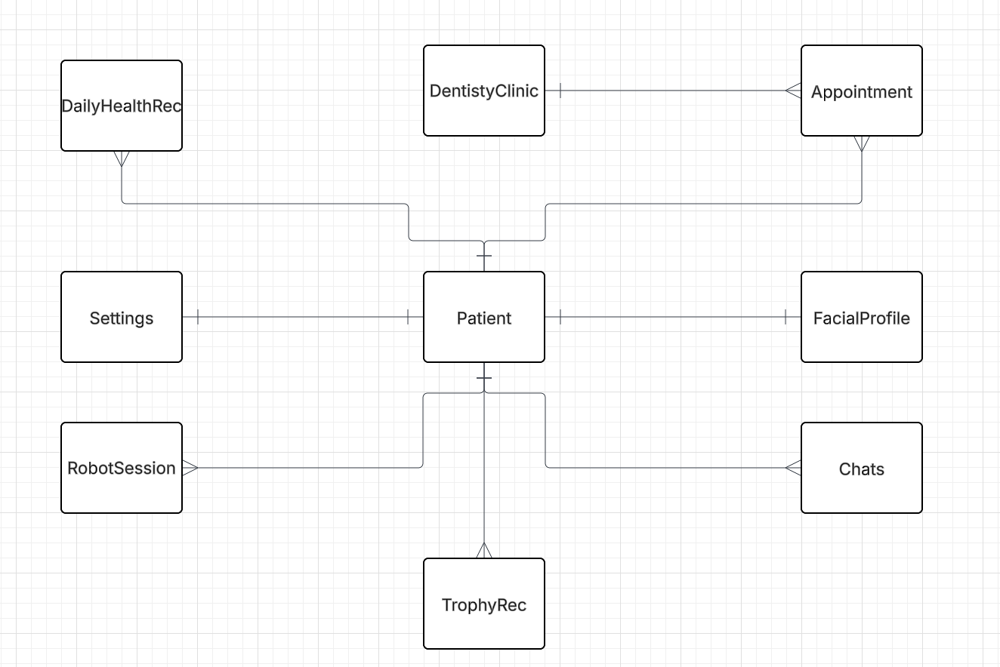 DailyHealthRec
DentistyClinic
Appointment
Settings
Patient
FacialProfile
RobotSession
Chats
TrophyRec